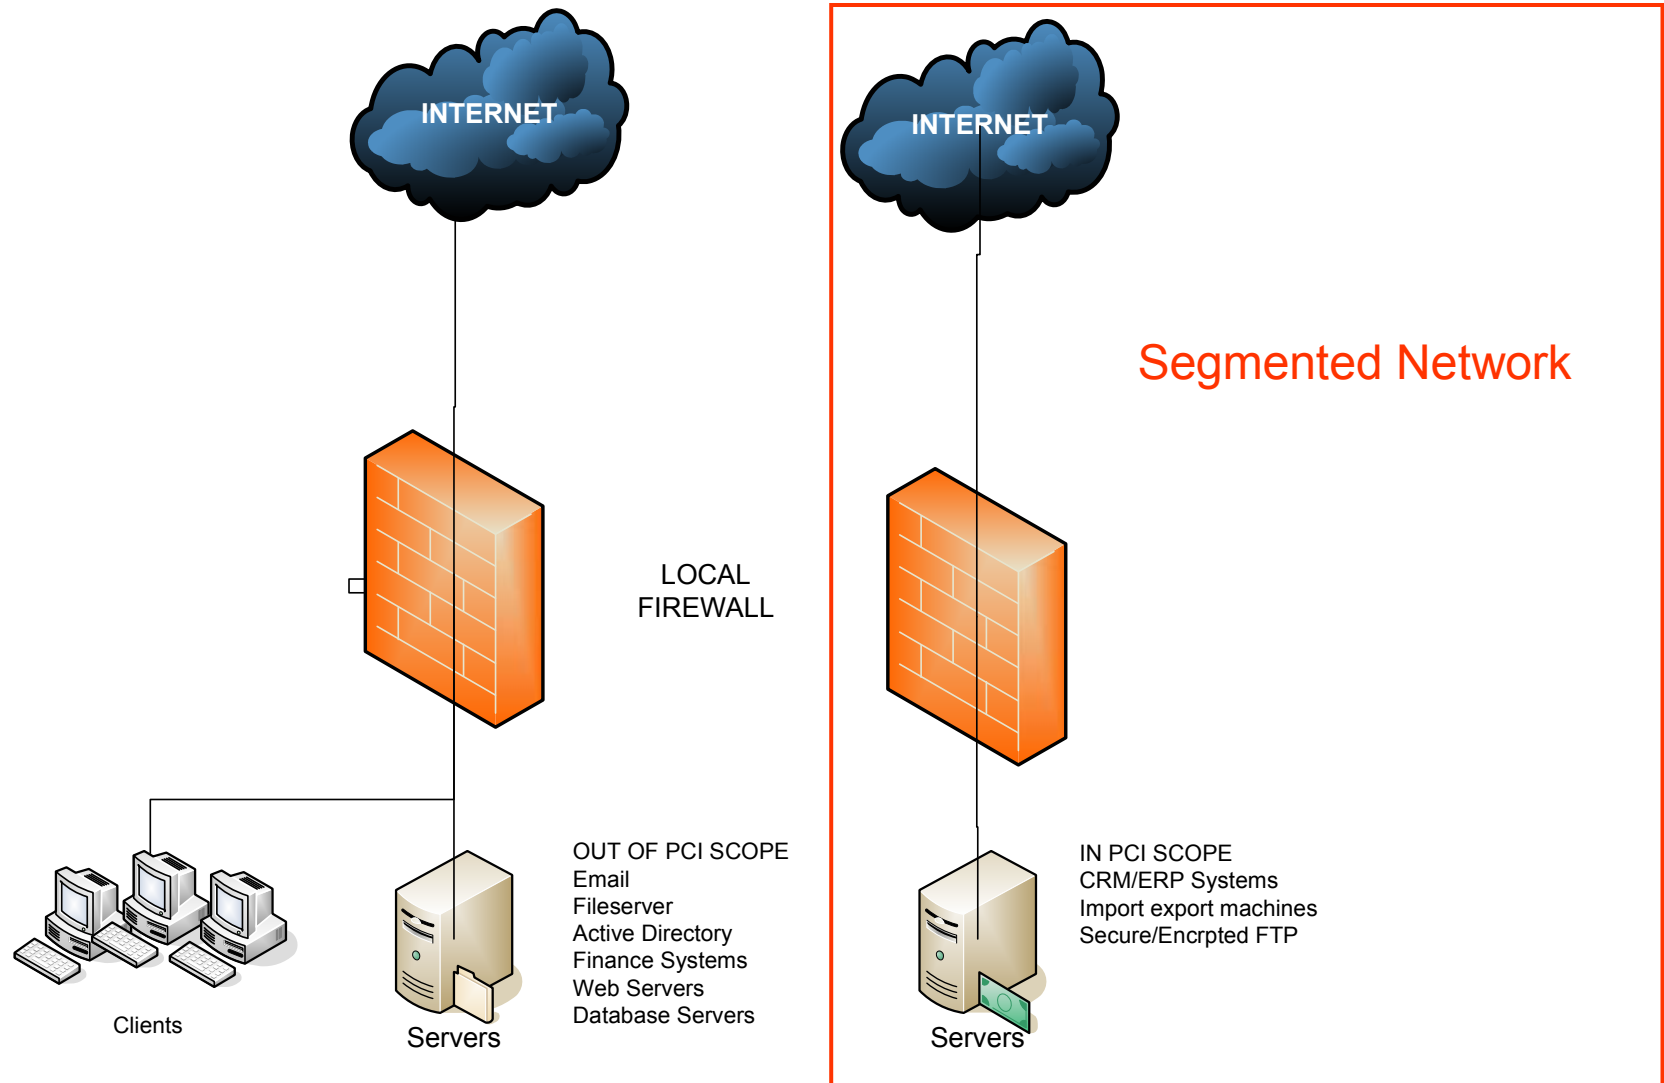 INTERNET
LOCAL
FIREWALL
Clients
Servers
OUT OF PCI SCOPE
Email
Fileserver
Active Directory
Finance Systems
Web Servers
Database Servers
INTERNET
Segmented Network
Servers
IN PCI SCOPE
CRM/ERP Systems
Import export machines
Secure/Encrpted FTP